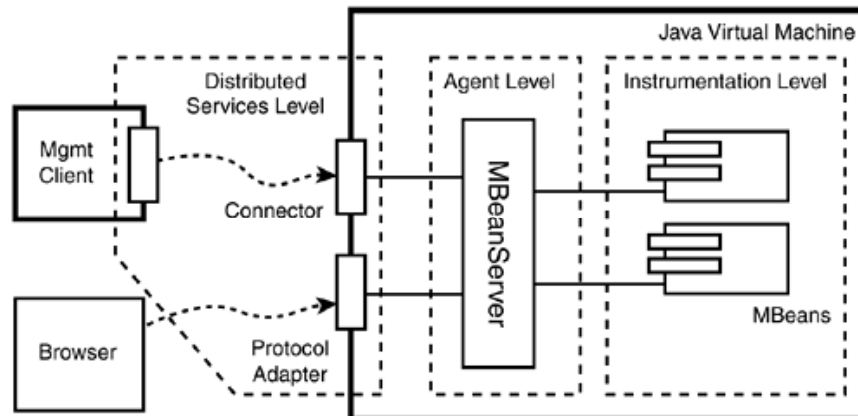 Java Virtual Machine
Distributed
Services Level
Agent Level
Instrumentation Level
Mgmt
Client
Connector
MBeanServer
MBeans
Browser
Protocol
Adapter